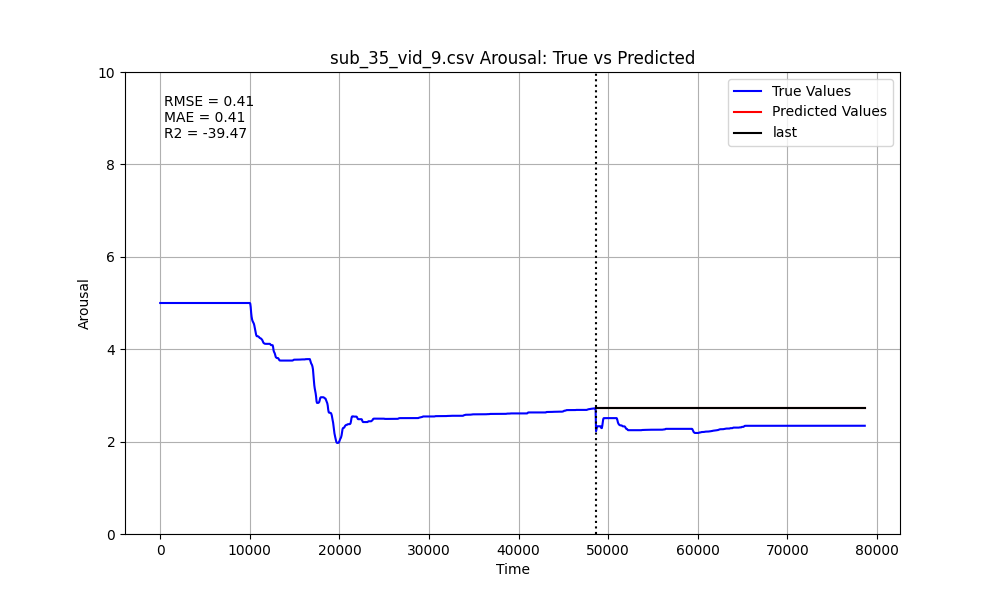 sub_35_vid_9.csv Arousal: True vs Predicted
RMSE = 0.41
MAE = 0.41
R2 = -39.47
True Values
Predicted Values
last
10
8
6
4
2
0
Arousal
0 10000 20000 30000 40000 50000 60000 70000 80000
Time